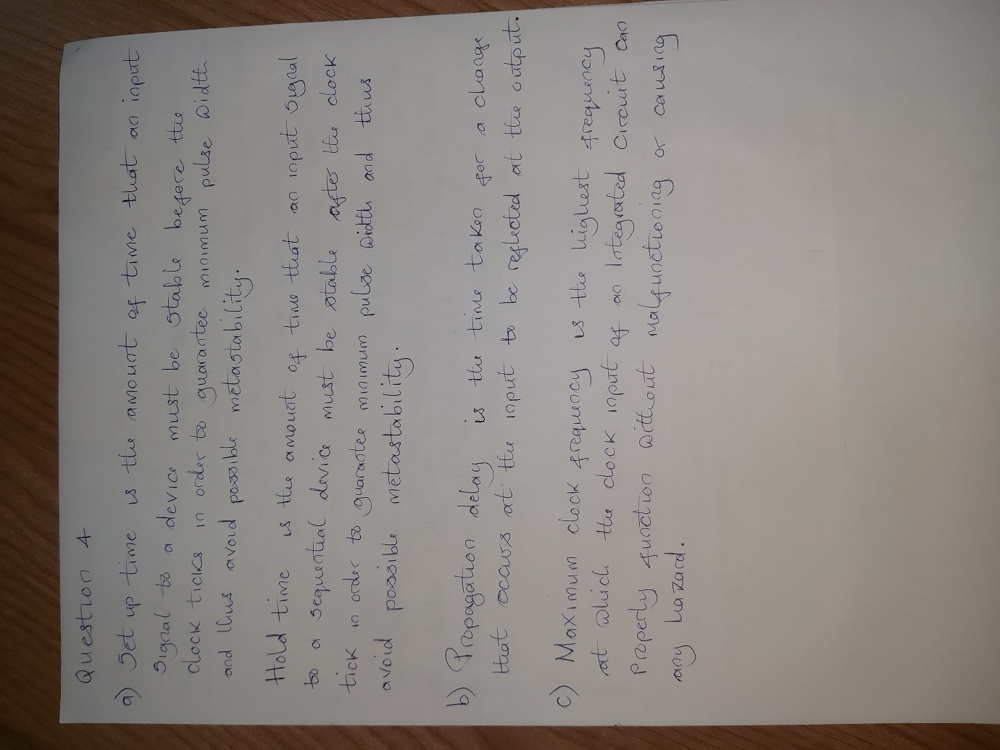 Question 4
a) Set up time is the amount of time that an input
signal to a device must be stable before the
clock ticks in order to guarantee minimum pulse width
and thus avoid possible metastability.
Hold time is the amount of time that an input signal
to a sequential device must be stable after the clock
tick in order to guarantee minimum pulse width and thus
avoid possible metastability.
b) Propagation delay is the time taken for a change
that occurs at the input to be reflected at the output.
c) Maximum clock frequency is the highest frequency
at which the clock input of an Integrated Circuit can
Properly function without malfunctioning or causing
any hazard.